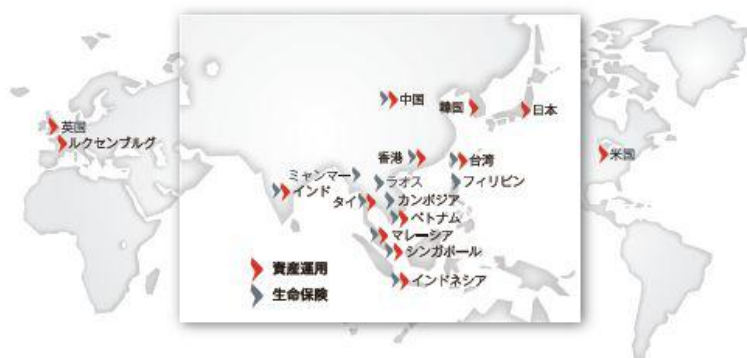 中国
韓国
日本
英国
ルクセンブルグ
香港
台湾
米国
ミャンマー
ラオス
フィリピン
インド
タイ
カンボジア
ベトナム
マレーシア
シンガポール
資産運用
インドネシア
生命保険